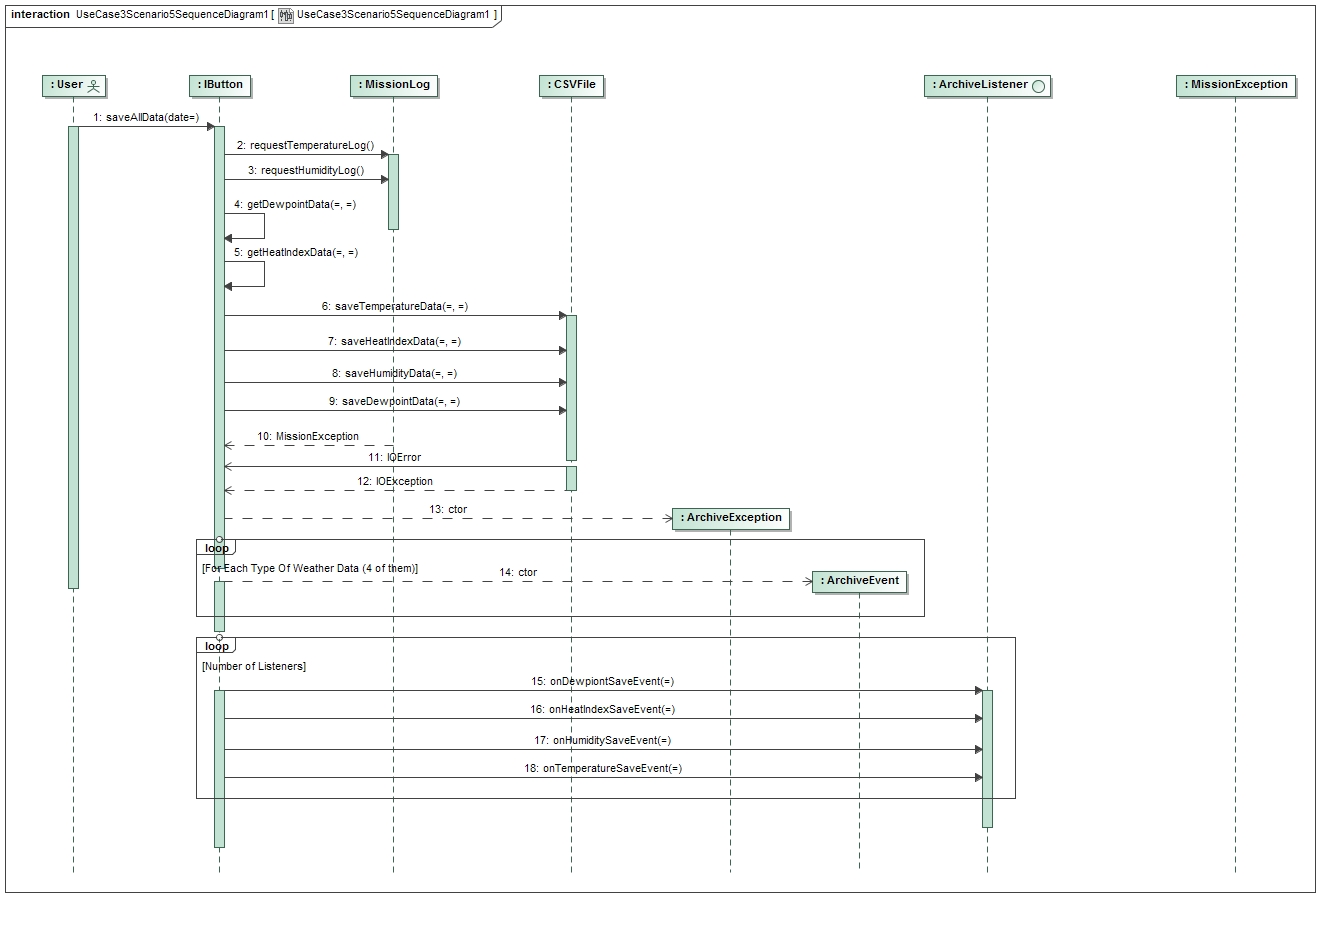 interaction UseCase3Scenario5SequenceDiagram1 [ UseCase3Scenario5SequenceDiagram1 ]
: User
: IButton
: MissionLog
: CSVFile
: ArchiveListener
: MissionException
1: saveAllData(date=)
2: requestTemperatureLog()
3: requestHumidityLog()
4: getDewpointData(=, =)
5: getHeatIndexData(=, =)
6: saveTemperatureData(=, =)
7: saveHeatIndexData(=, =)
8: saveHumidityData(=, =)
9: saveDewpointData(=, =)
10: MissionException
11: IOError
12: IOException
13: ctor
: ArchiveException
loop
[For Each Type Of Weather Data (4 of them)]
14: ctor
: ArchiveEvent
loop
[Number of Listeners]
15: onDewpiontSaveEvent(=)
16: onHeatIndexSaveEvent(=)
17: onHumiditySaveEvent(=)
18: onTemperatureSaveEvent(=)